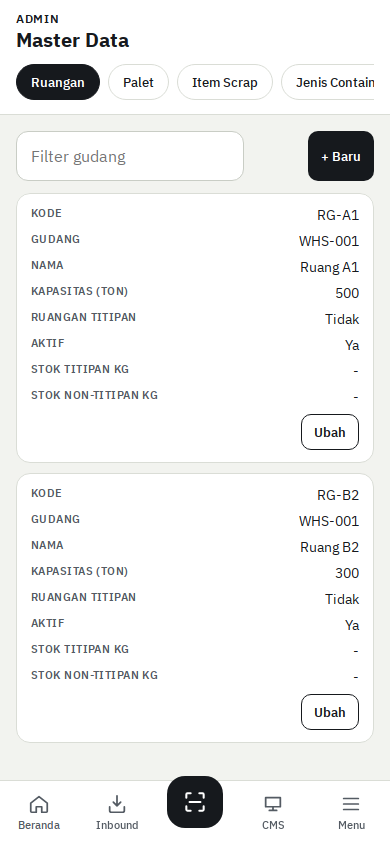 ADMIN
Master Data
Ruangan Palet Item Scrap Jenis Contain
Filter gudang + Baru
KODE RG-A1
GUDANG WHS-001
NAMA Ruang A1
KAPASITAS (TON) 500
RUANGAN TITIPAN Tidak
AKTIF Ya
STOK TITIPAN KG -
STOK NON-TITIPAN KG -
Ubah
KODE RG-B2
GUDANG WHS-001
NAMA Ruang B2
KAPASITAS (TON) 300
RUANGAN TITIPAN Tidak
AKTIF Ya
STOK TITIPAN KG -
STOK NON-TITIPAN KG -
Ubah
Beranda Inbound CMS Menu